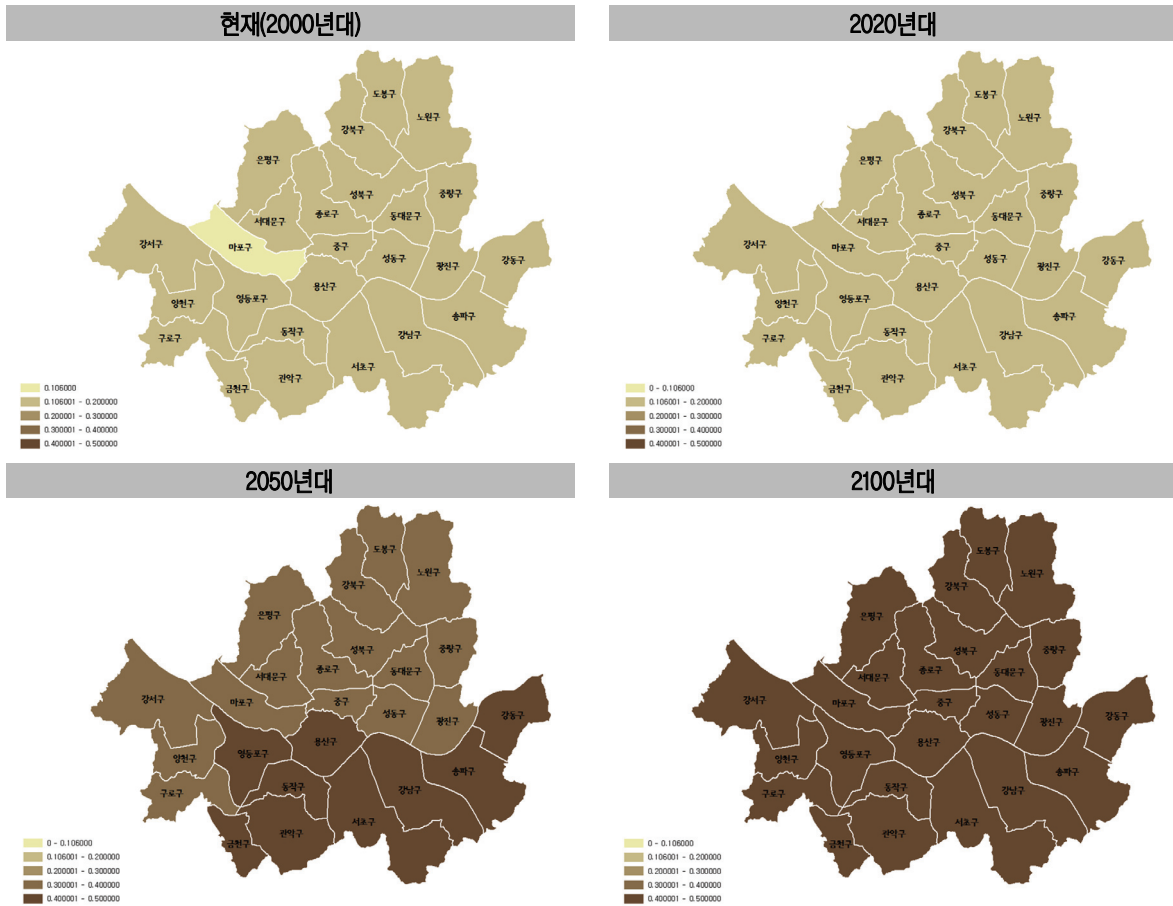 현재(2000년대)
도봉구
노원구
강북구
은평구
성북구
중랑구
서대문구
종로구
동대문구
강서구
마포구
중구
성동구
광진구
강동구
용산구
양천구
영등포구
송파구
구로구
동작구
강남구
서초구
관악구
금천구
0.106000
0.106001 - 0.200000
0.200001 - 0.300000
0.300001 - 0.400000
0.400001 - 0.500000
2020년대
도봉구
노원구
강북구
은평구
성북구
중랑구
서대문구
종로구
동대문구
강서구
마포구
중구
성동구
광진구
강동구
용산구
양천구
영등포구
송파구
구로구
동작구
강남구
서초구
관악구
금천구
0 - 0.106000
0.106001 - 0.200000
0.200001 - 0.300000
0.300001 - 0.400000
0.400001 - 0.500000
2050년대
도봉구
노원구
강북구
은평구
성북구
중랑구
서대문구
종로구
동대문구
강서구
마포구
중구
성동구
광진구
강동구
용산구
양천구
영등포구
송파구
구로구
동작구
강남구
서초구
관악구
금천구
0 - 0.106000
0.106001 - 0.200000
0.200001 - 0.300000
0.300001 - 0.400000
0.400001 - 0.500000
2100년대
도봉구
노원구
강북구
은평구
성북구
중랑구
서대문구
종로구
동대문구
강서구
마포구
중구
성동구
광진구
강동구
용산구
양천구
영등포구
송파구
구로구
동작구
강남구
서초구
관악구
금천구
0 - 0.106000
0.106001 - 0.200000
0.200001 - 0.300000
0.300001 - 0.400000
0.400001 - 0.500000